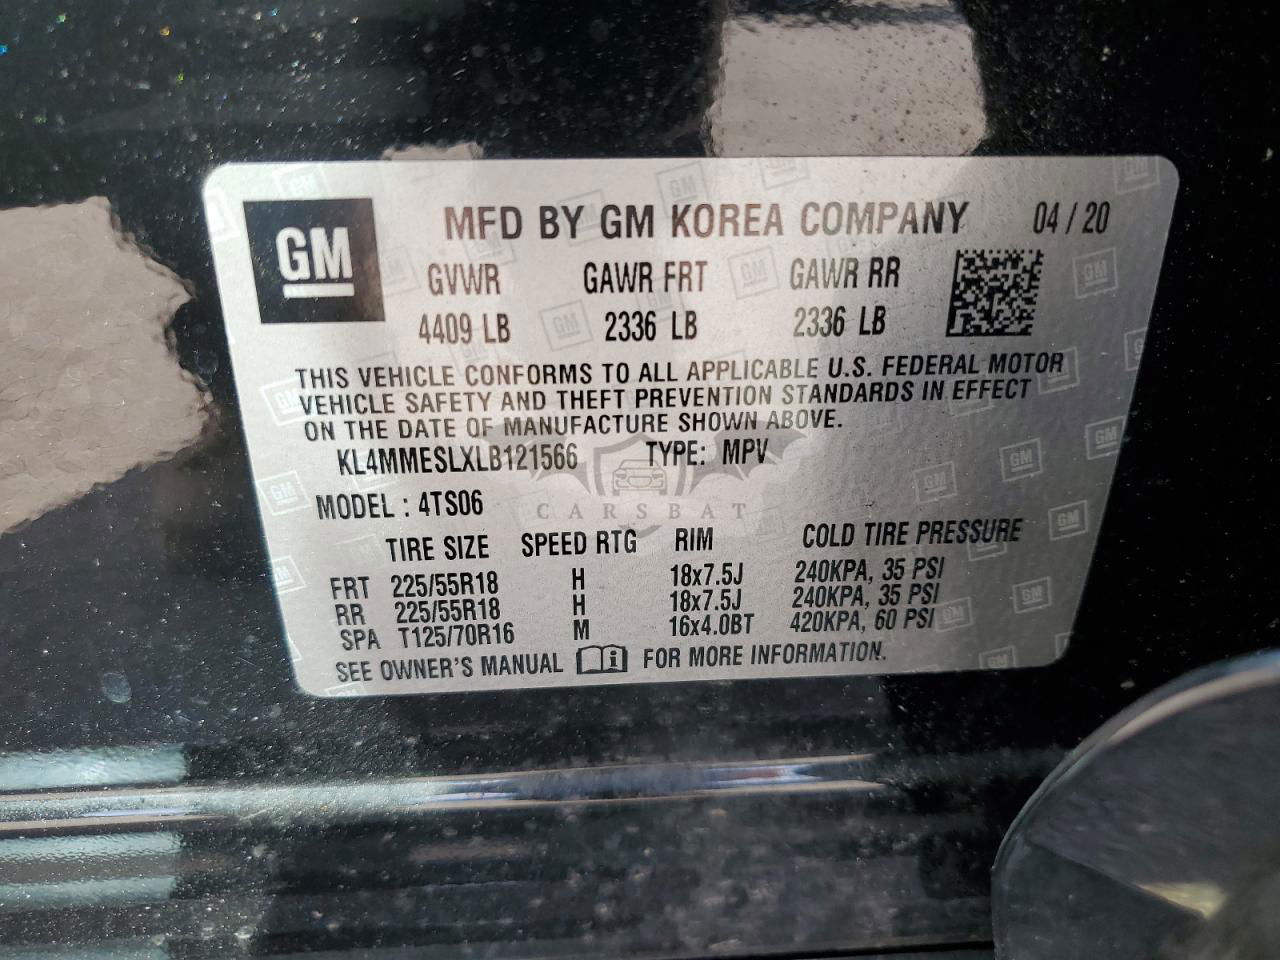 GM MFD BY GM KOREA COMPANY 04 / 20
GVWR GAWR FRT GAWR RR
4409 LB 2336 LB 2336 LB
THIS VEHICLE CONFORMS TO ALL APPLICABLE U.S. FEDERAL MOTOR
VEHICLE SAFETY AND THEFT PREVENTION STANDARDS IN EFFECT
ON THE DATE OF MANUFACTURE SHOWN ABOVE.
KL4MMESLXLB121566 TYPE: MPV
MODEL : 4TS06
CARSBAT
TIRE SIZE SPEED RTG RIM COLD TIRE PRESSURE
FRT 225/55R18 H 18x7.5J 240KPA, 35 PSI
RR 225/55R18 H 18x7.5J 240KPA, 35 PSI
SPA T125/70R16 M 16x4.0BT 420KPA, 60 PSI
SEE OWNER'S MANUAL i FOR MORE INFORMATION.